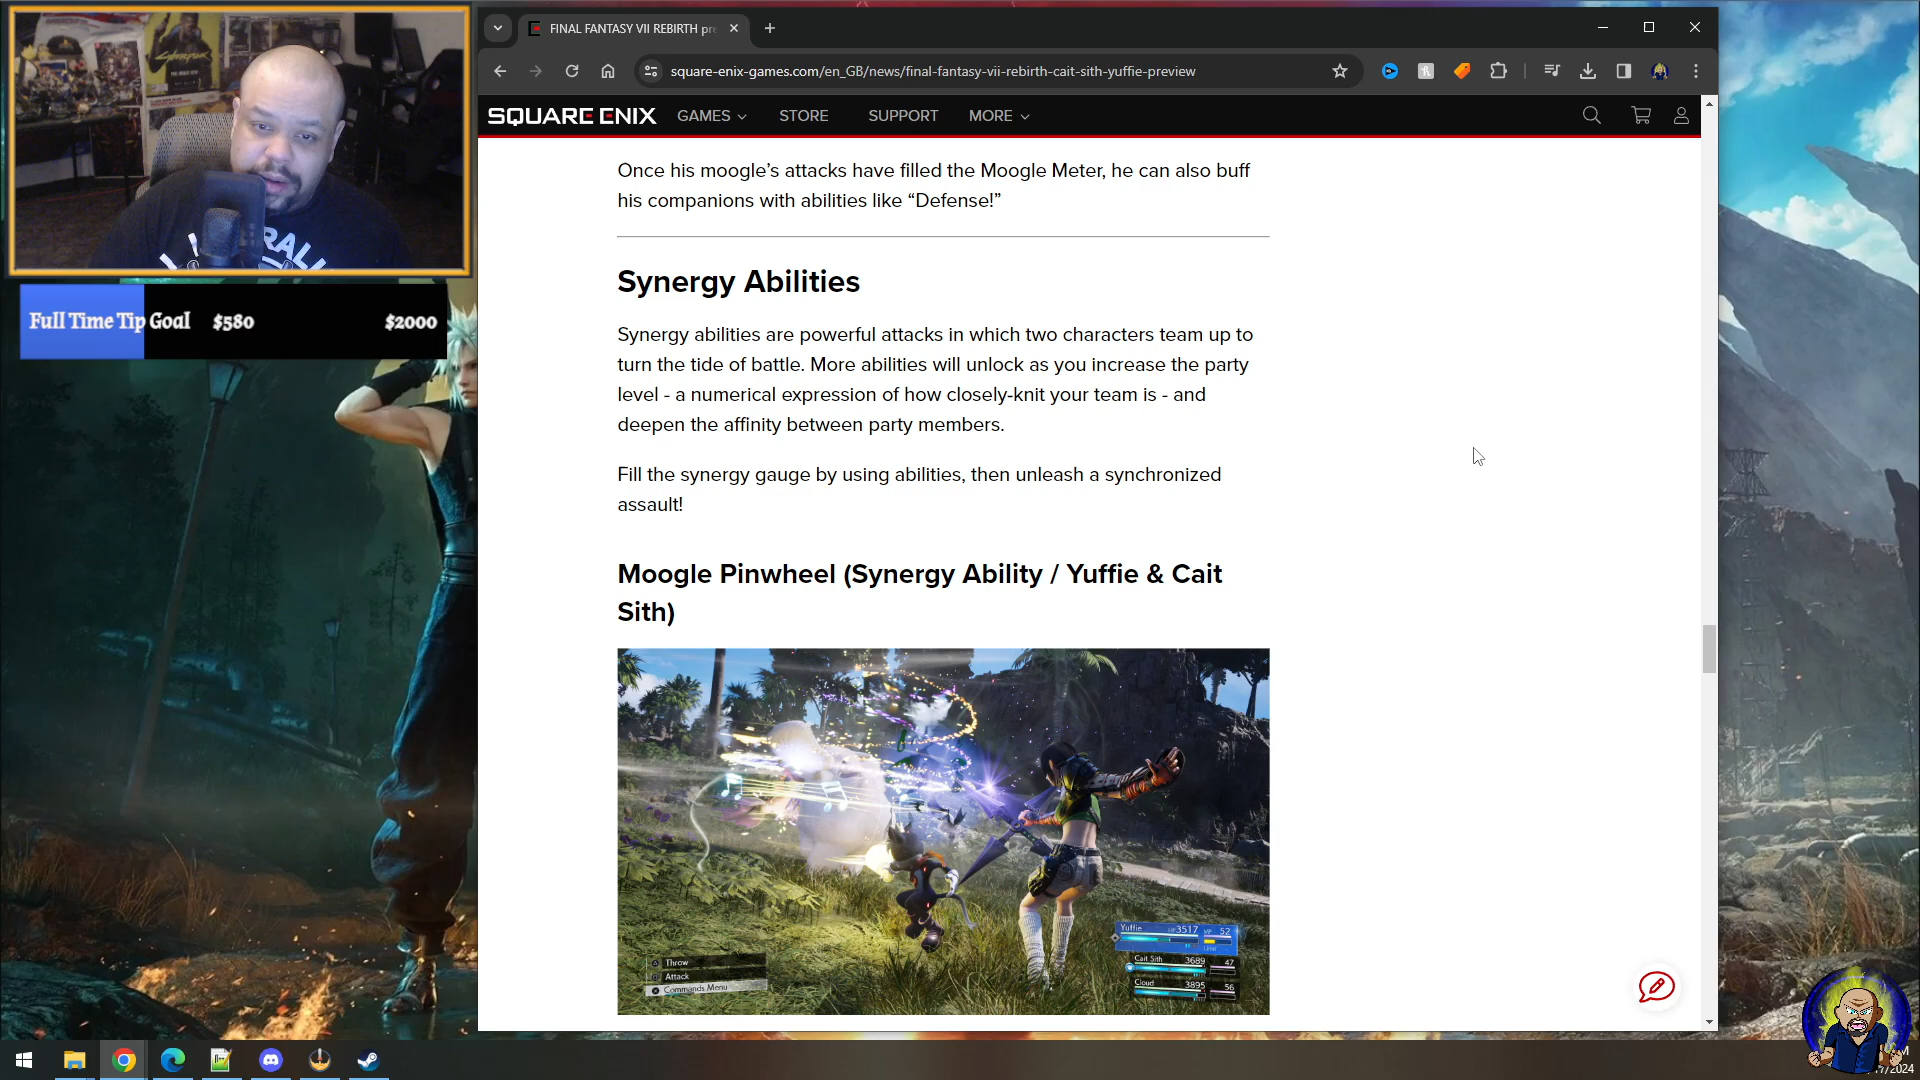 FINAL FANTASY VII REBIRTH pre
square-enix-games.com/en_GB/news/final-fantasy-vii-rebirth-cait-sith-yuffie-preview
SQUARE ENIX
GAMES
STORE
SUPPORT
MORE
Once his moogle’s attacks have filled the Moogle Meter, he can also buff
his companions with abilities like “Defense!”
Full Time Tip Goal $580 $2000
Synergy Abilities
Synergy abilities are powerful attacks in which two characters team up to
turn the tide of battle. More abilities will unlock as you increase the party
level - a numerical expression of how closely-knit your team is - and
deepen the affinity between party members.
Fill the synergy gauge by using abilities, then unleash a synchronized
assault!
Moogle Pinwheel (Synergy Ability / Yuffie & Cait
Sith)
Yuffie HP 3517 MP 52
Limit
Cait Sith 3689 47
Cloud 3895 56
Throw
Attack
Commands Menu